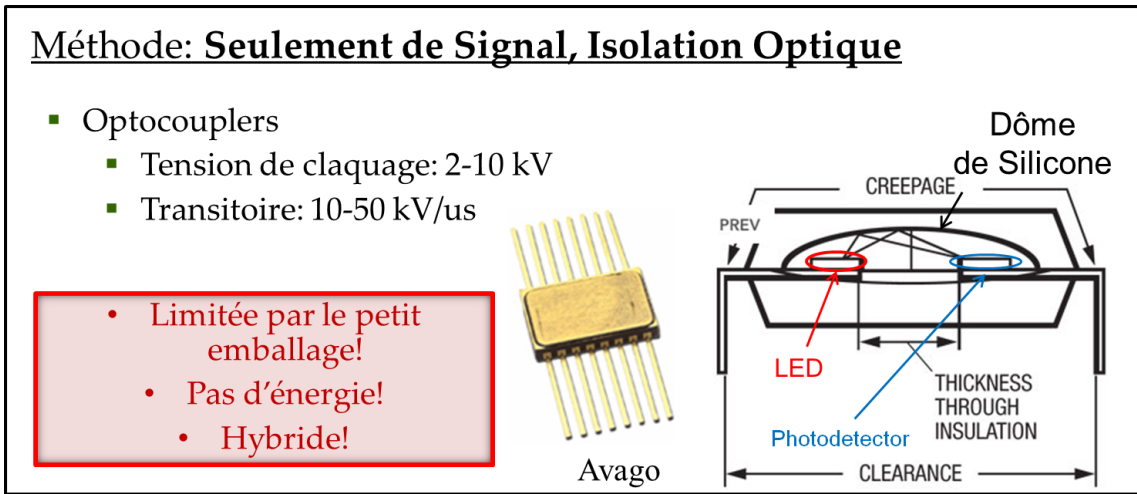 Méthode: Seulement de Signal, Isolation Optique
▪ Optocouplers
▪ Tension de claquage: 2-10 kV
▪ Transitoire: 10-50 kV/us
• Limitée par le petit
emballage!
• Pas d’énergie!
• Hybride!
Avago
Dôme
de Silicone
CREEPAGE
PREV
LED
THICKNESS
THROUGH
INSULATION
Photodetector
CLEARANCE